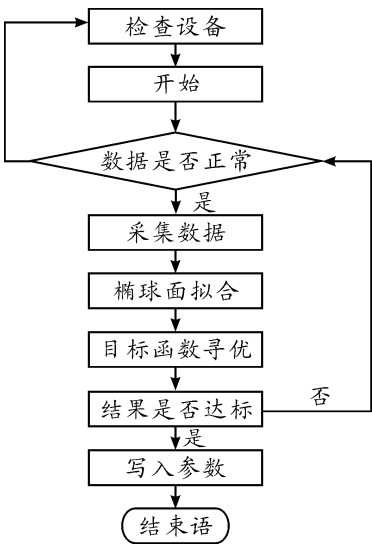 检查设备
开始
数据是否正常
是
采集数据
椭球面拟合
目标函数寻优
结果是否达标
否
是
写入参数
结束语